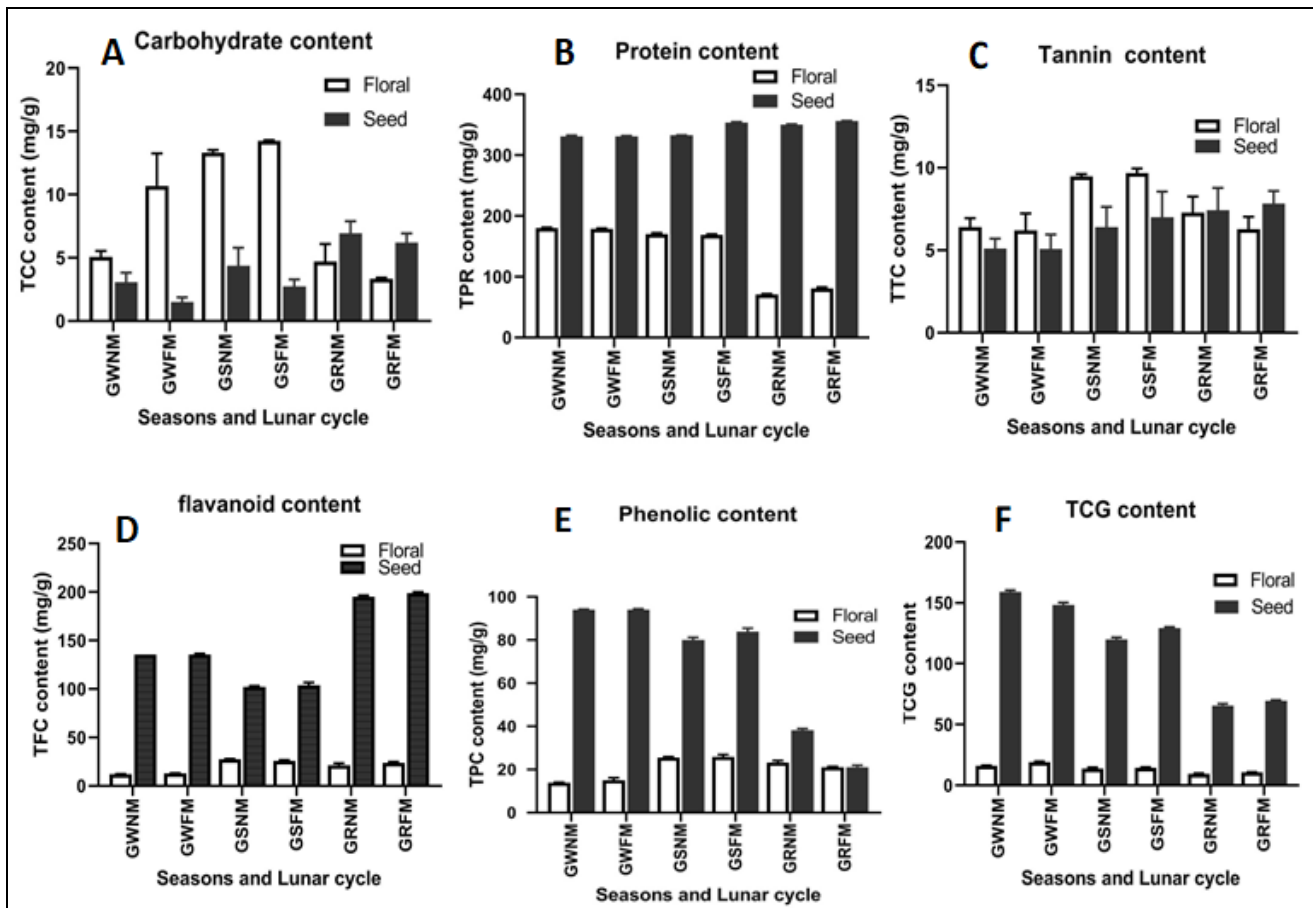 A
Carbohydrate content
20
15
10
5
0
TCC content (mg/g)
Floral
Seed
GWNM
GWFM
GSNM
GSFM
GRNM
GRFM
Seasons and Lunar cycle
B
Protein content
400
300
200
100
0
TPR content (mg/g)
Floral
Seed
GWNM
GWFM
GSNM
GSFM
GRNM
GRFM
Seasons and Lunar cycle
C
Tannin content
15
10
5
0
TTC content (mg/g)
Floral
Seed
GWNM
GWFM
GSNM
GSFM
GRNM
GRFM
Seasons and Lunar cycle
D
flavanoid content
250
200
150
100
50
0
TFC content (mg/g)
Floral
Seed
GWNM
GWFM
GSNM
GSFM
GRNM
GRFM
Seasons and Lunar cycle
E
Phenolic content
100
80
60
40
20
0
TPC content (mg/g)
Floral
Seed
GWNM
GWFM
GSNM
GSFM
GRNM
GRFM
Seasons and Lunar cycle
F
TCG content
200
150
100
50
0
TCG content
Floral
Seed
GWNM
GWFM
GSNM
GSFM
GRNM
GRFM
Seasons and Lunar cycle